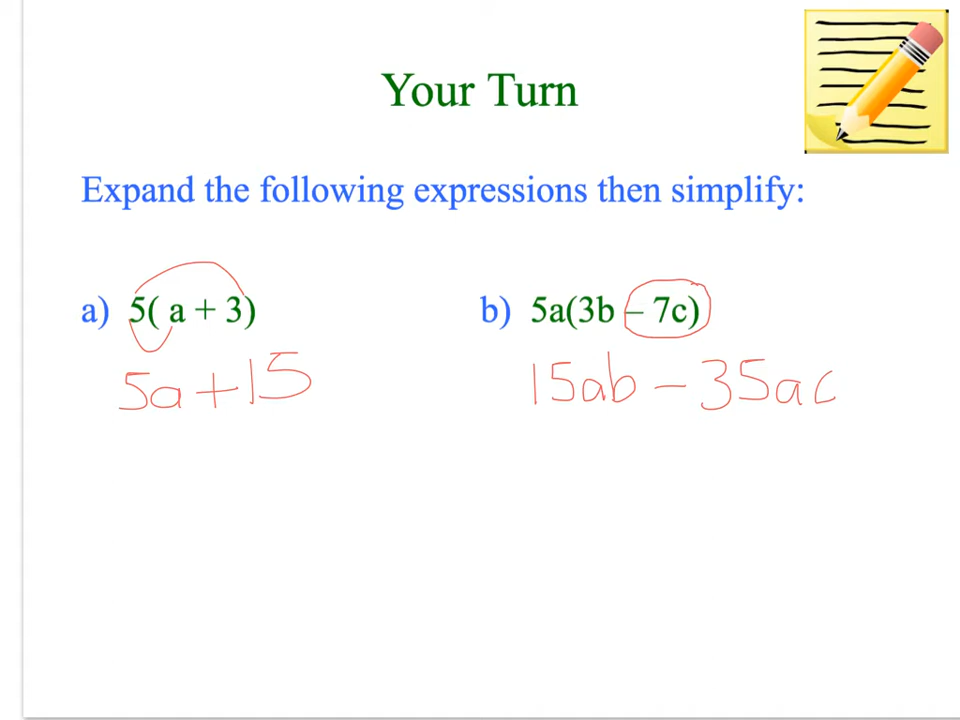 Your Turn
Expand the following expressions then simplify:
a) 5( a + 3)
b) 5a(3b – 7c)
5a + 15
15ab – 35ac